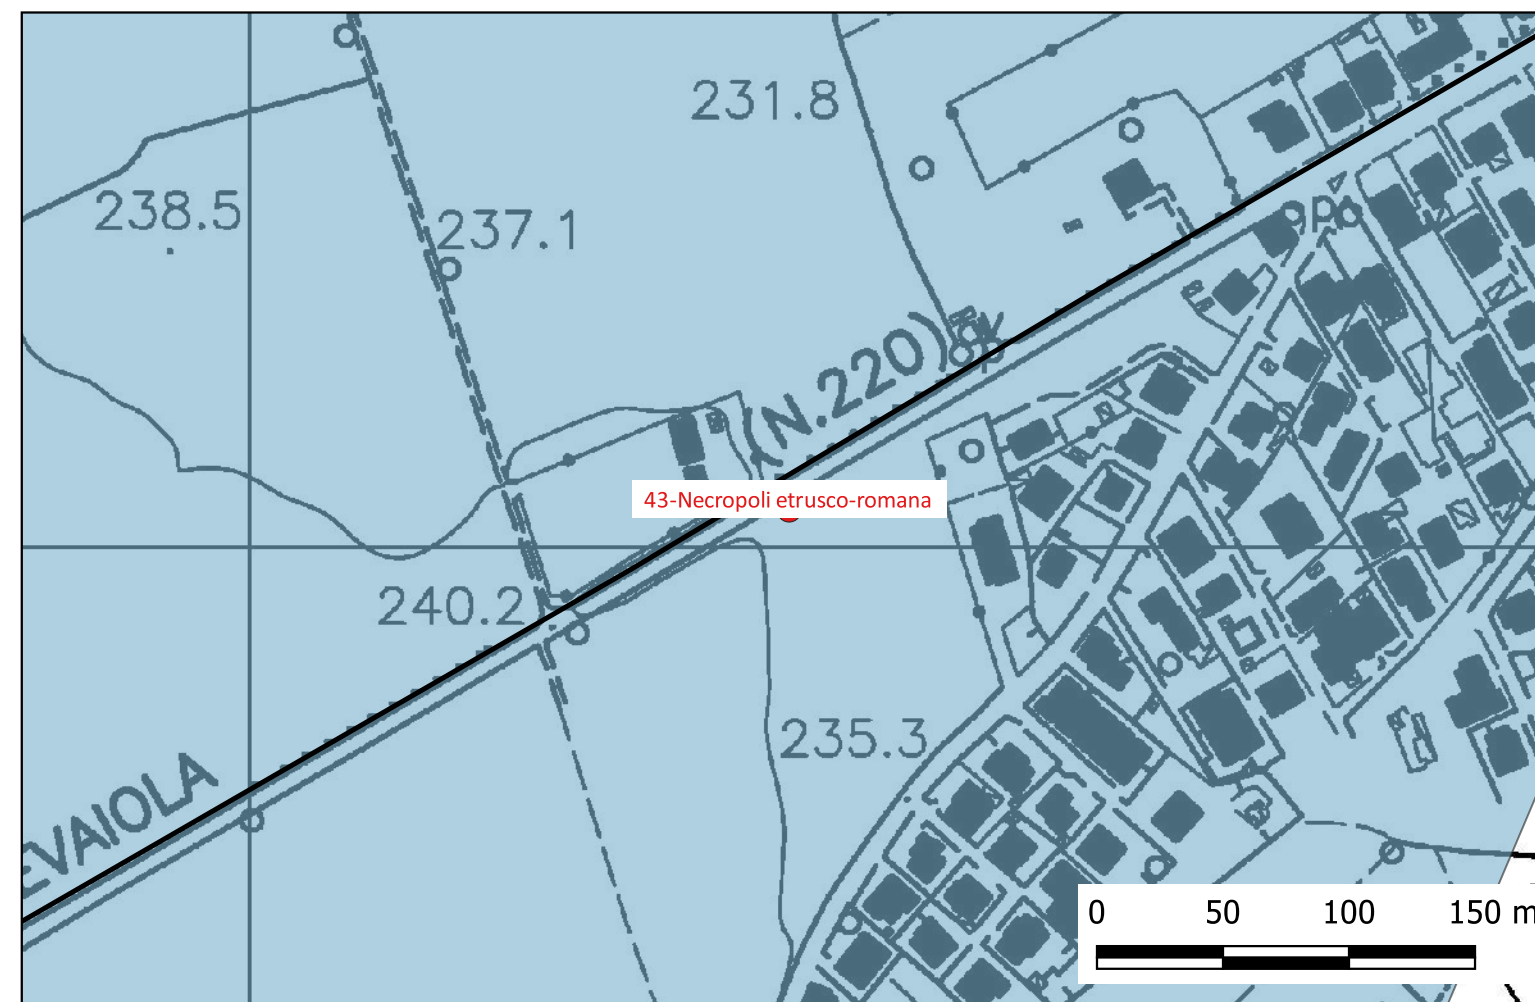 231.8
238.5
237.1
(N.220)
43-Necropoli etrusco-romana
240.2
235.3
EVAIOLA
0 50 100 150 m